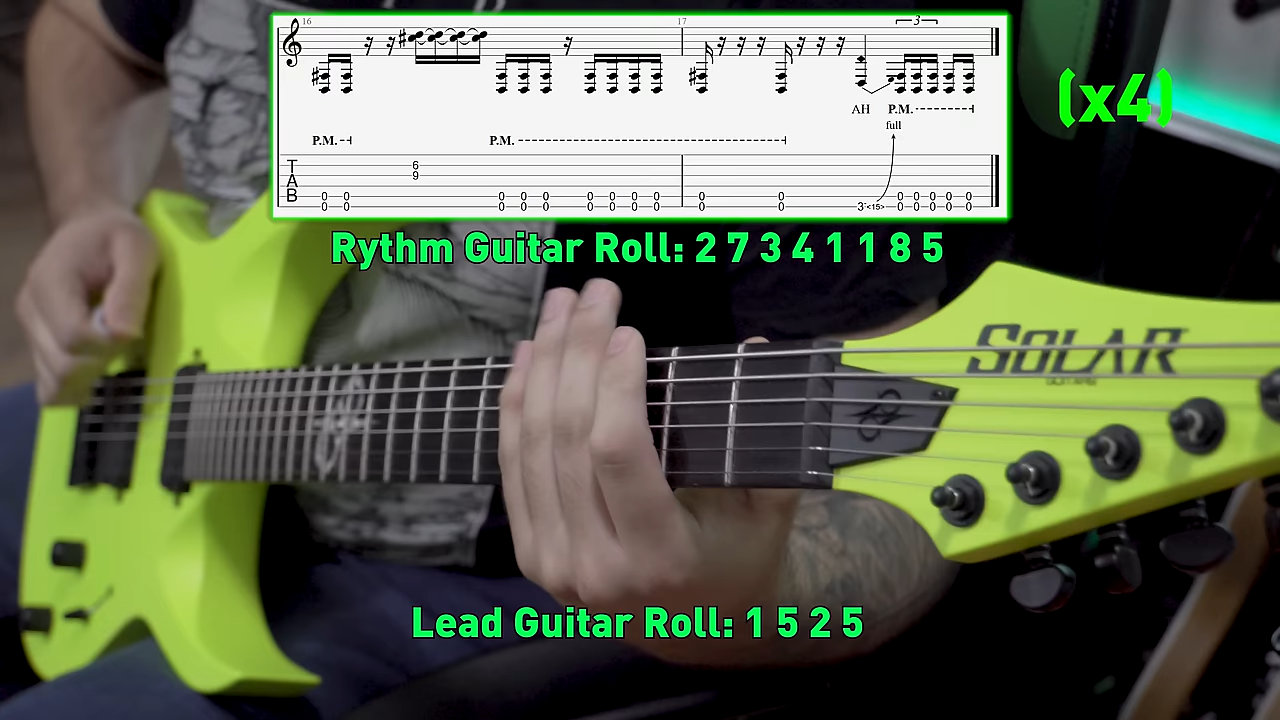 16 17
3
(x4)
AH P.M.
full
P.M. P.M.
T
A
B
6
9
0 0 0 0 0 0 0 0 0 0 0 0 0 0 0 0
0 0 0 0 0 0 0 0 0 3 <15> 0 0 0 0 0
Rythm Guitar Roll: 2 7 3 4 1 1 8 5
SOLAR
GUITARS
Lead Guitar Roll: 1 5 2 5